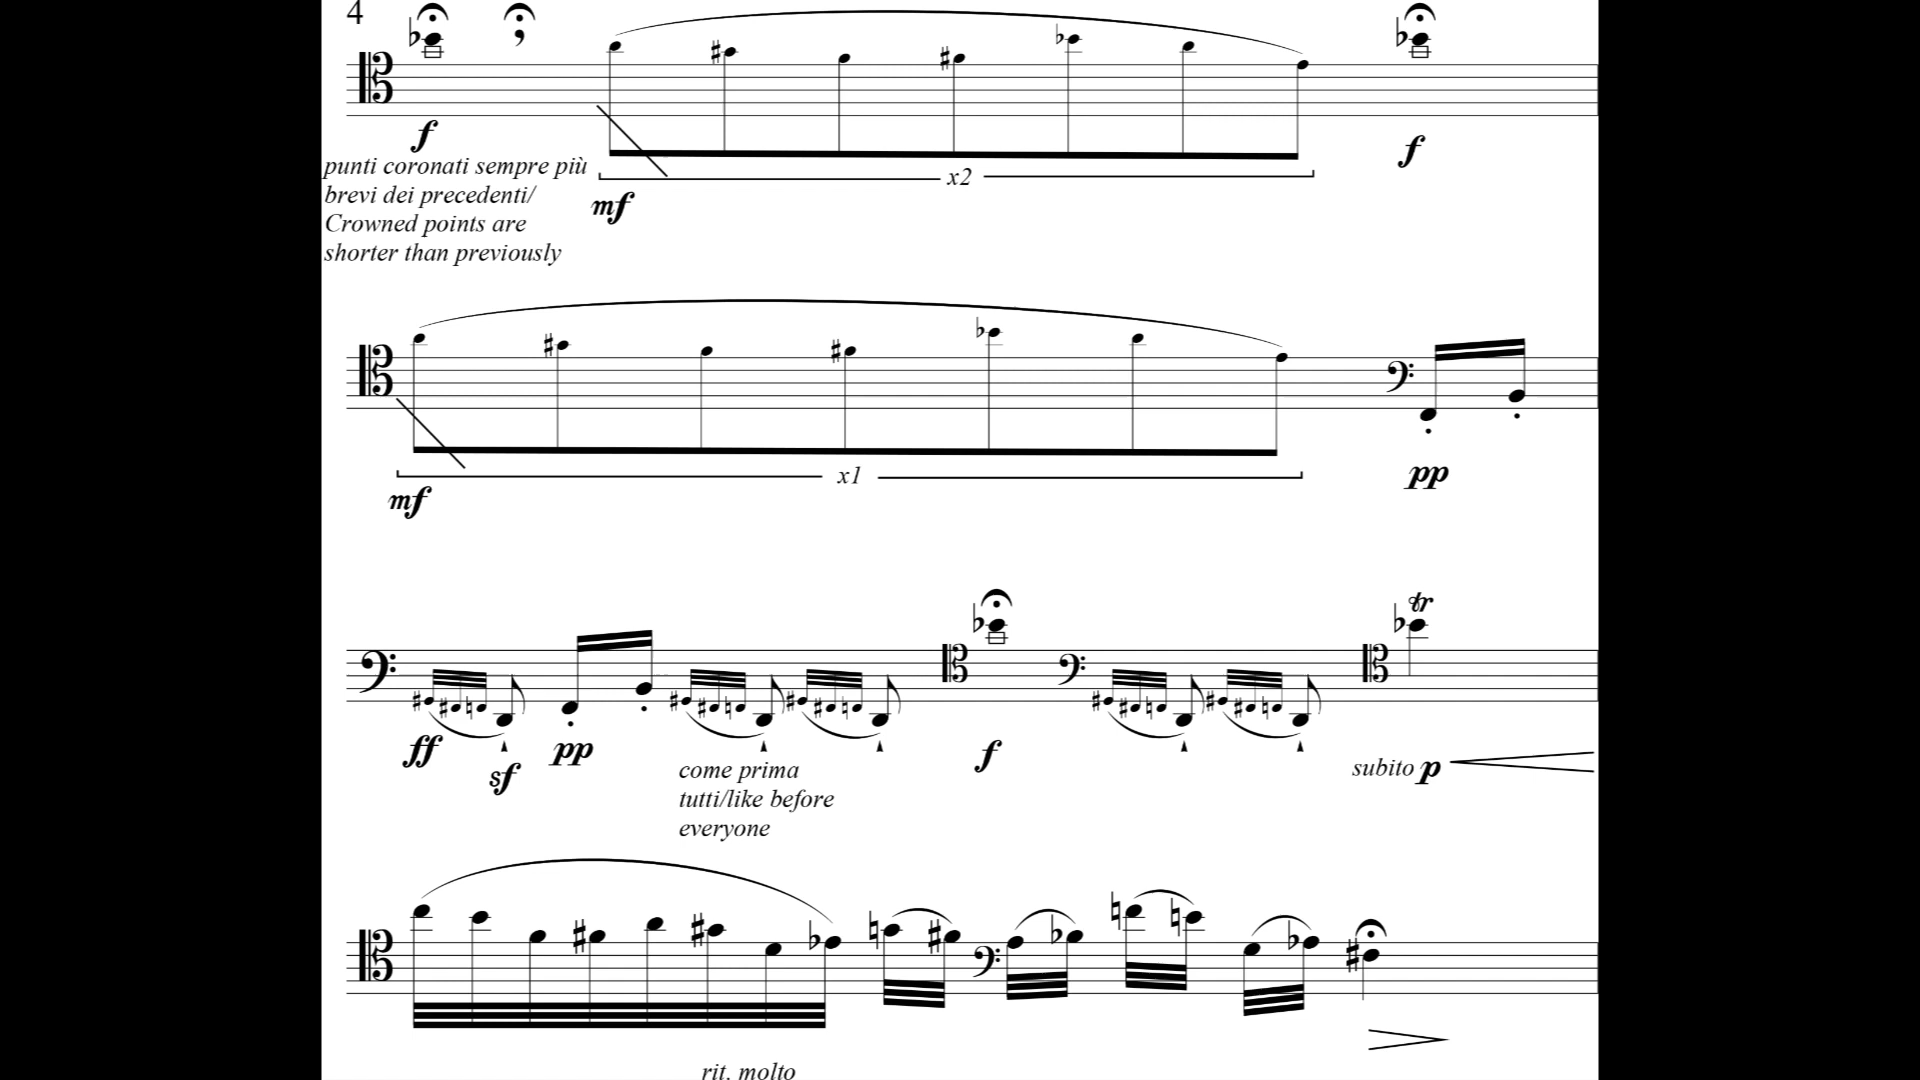 4
f
f
punti coronati sempre più
brevi dei precedenti/
Crowned points are
shorter than previously
x2
mf
x1
mf
pp
tr
ff
sf
pp
f
subito p
come prima
tutti/like before
everyone
rit. molto